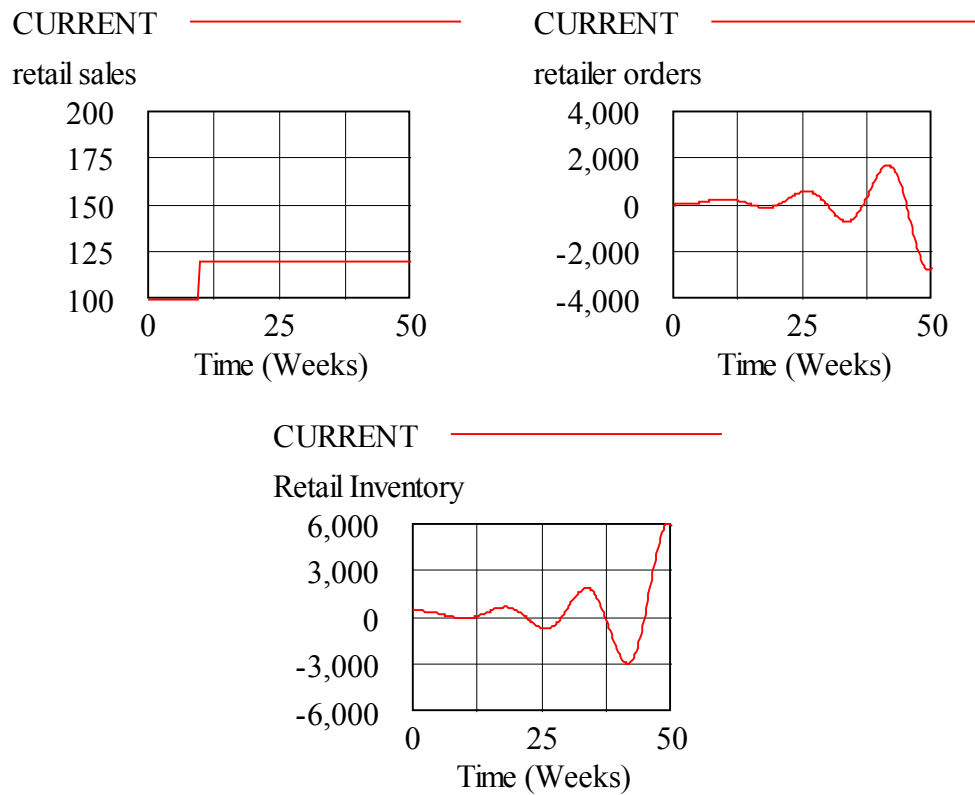 CURRENT
retail sales
200
175
150
125
100
0 25 50
Time (Weeks)
CURRENT
retailer orders
4,000
2,000
0
-2,000
-4,000
0 25 50
Time (Weeks)
CURRENT
Retail Inventory
6,000
3,000
0
-3,000
-6,000
0 25 50
Time (Weeks)